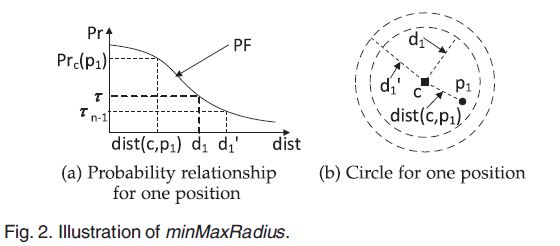 Pr
PF
Prc(p1)
τ
τ n-1
dist(c,p1) d1 d1' dist
(a) Probability relationship
for one position
d1
d1'
c
p1
dist(c,p1)
(b) Circle for one position
Fig. 2. Illustration of minMaxRadius.